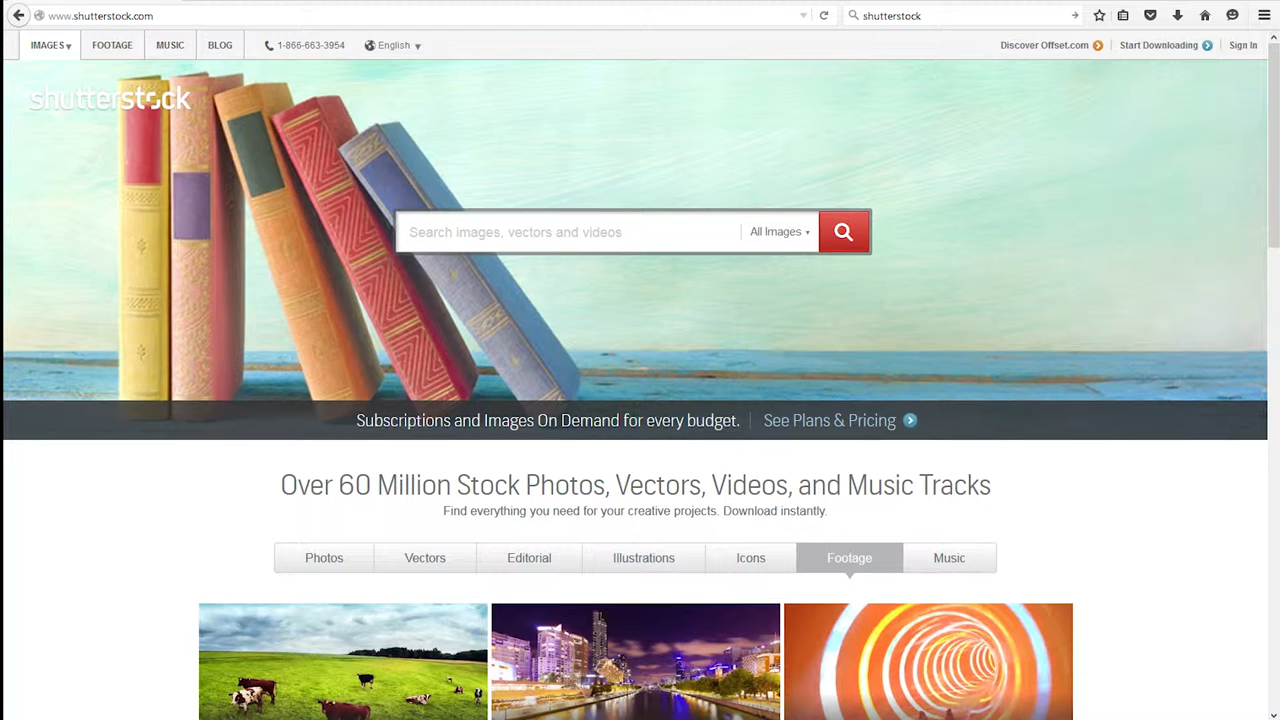 www.shutterstock.com
shutterstock
IMAGES
FOOTAGE
MUSIC
BLOG
1-866-663-3954
English
Discover Offset.com
Start Downloading
Sign In
shutterstock
Search images, vectors and videos
All Images
Subscriptions and Images On Demand for every budget.
See Plans & Pricing
Over 60 Million Stock Photos, Vectors, Videos, and Music Tracks
Find everything you need for your creative projects. Download instantly.
Photos
Vectors
Editorial
Illustrations
Icons
Footage
Music